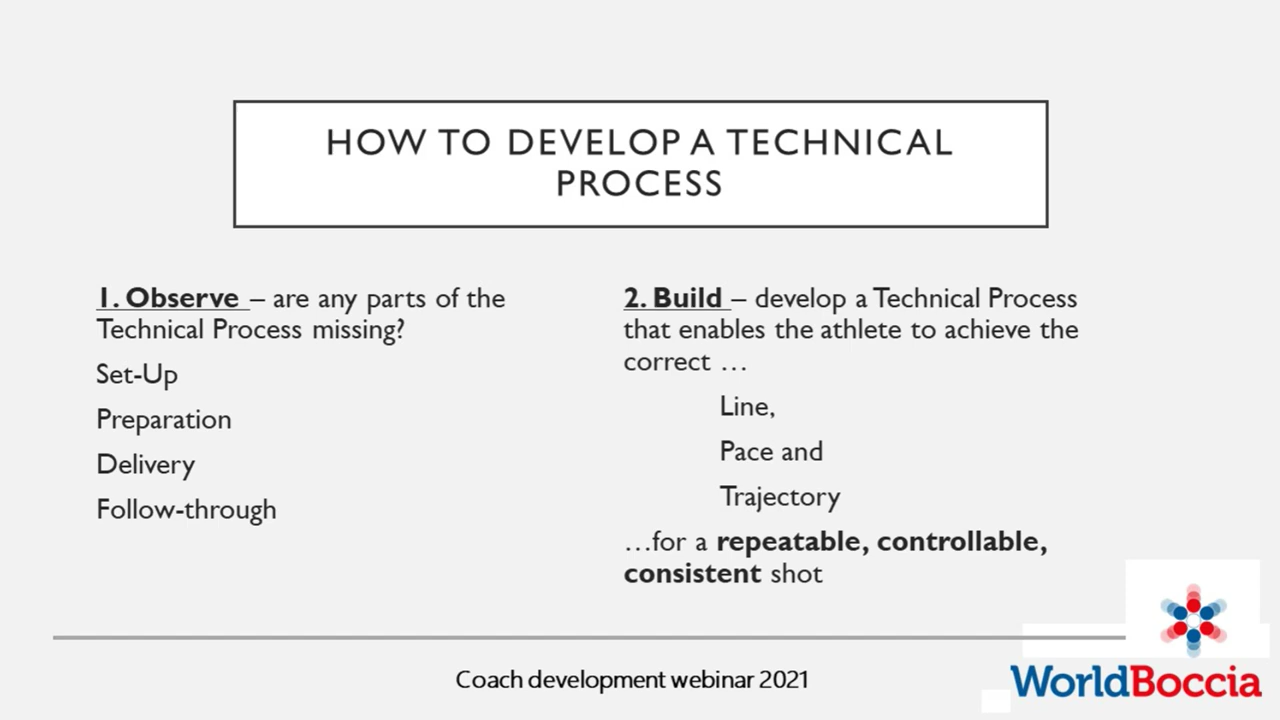 HOW TO DEVELOP A TECHNICAL
PROCESS
1. Observe – are any parts of the
Technical Process missing?
Set-Up
Preparation
Delivery
Follow-through
2. Build – develop a Technical Process
that enables the athlete to achieve the
correct …
Line,
Pace and
Trajectory
…for a repeatable, controllable,
consistent shot
Coach development webinar 2021
WorldBoccia